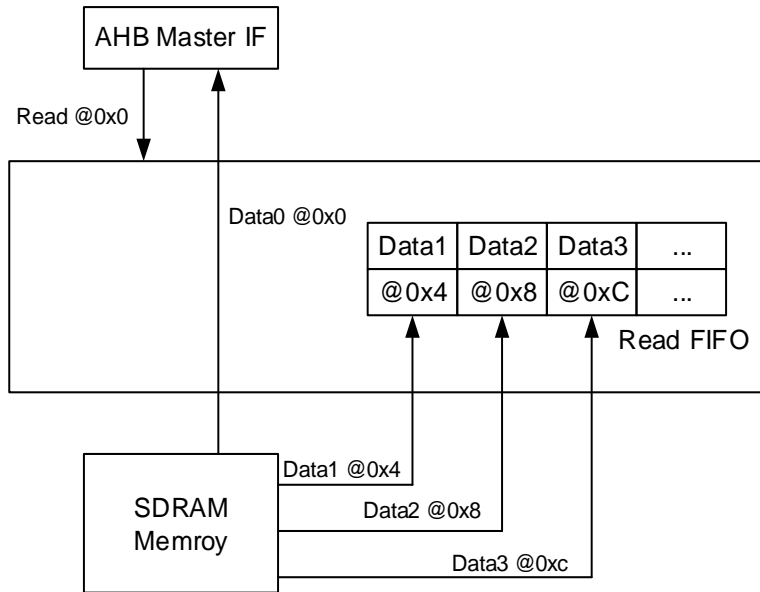 AHB Master IF
Read @0x0
Data0 @0x0
Data1 Data2 Data3 ...
@0x4 @0x8 @0xC ...
Read FIFO
Data1 @0x4
Data2 @0x8
Data3 @0xc
SDRAM
Memroy